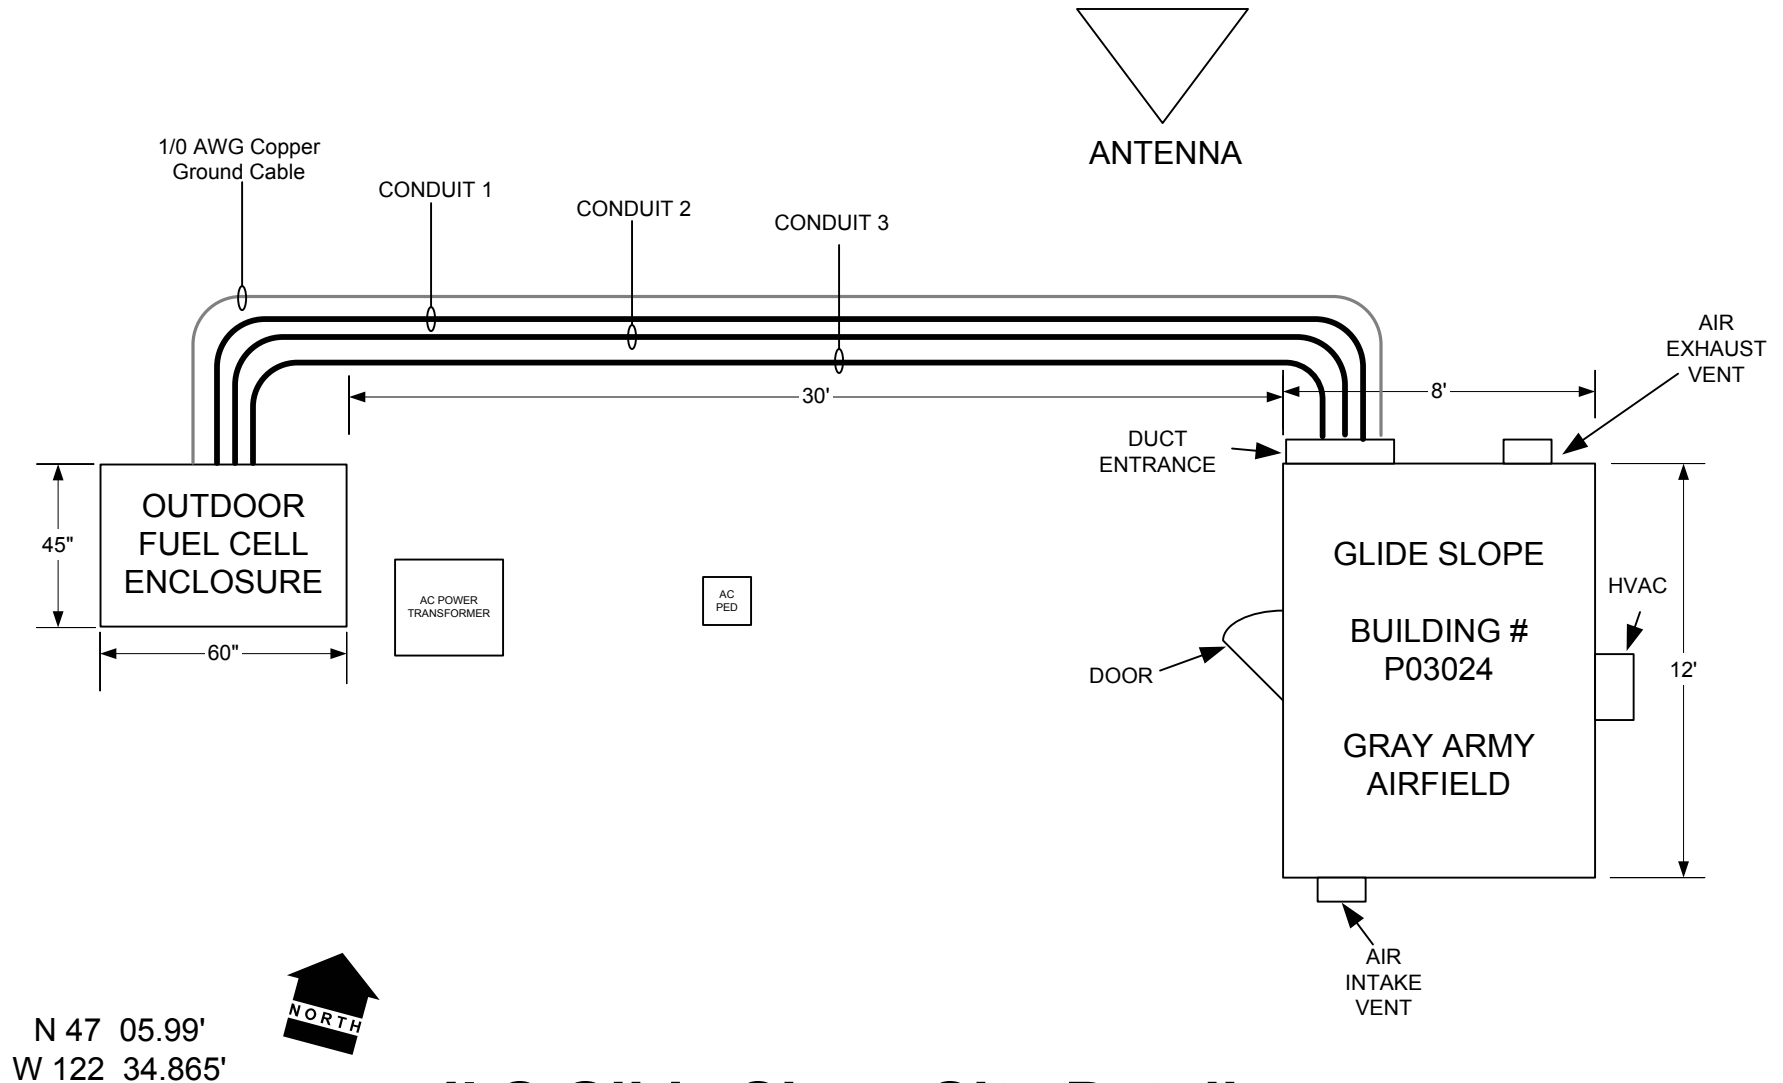 ANTENNA
1/0 AWG Copper
Ground Cable
CONDUIT 1
CONDUIT 2
CONDUIT 3
AIR
EXHAUST
VENT
30'
8'
DUCT
ENTRANCE
OUTDOOR
FUEL CELL
ENCLOSURE
45"
60"
AC POWER
TRANSFORMER
AC
PED
GLIDE SLOPE
BUILDING #
P03024
GRAY ARMY
AIRFIELD
HVAC
DOOR
12'
AIR
INTAKE
VENT
NORTH
N 47 05.99'
W 122 34.865'